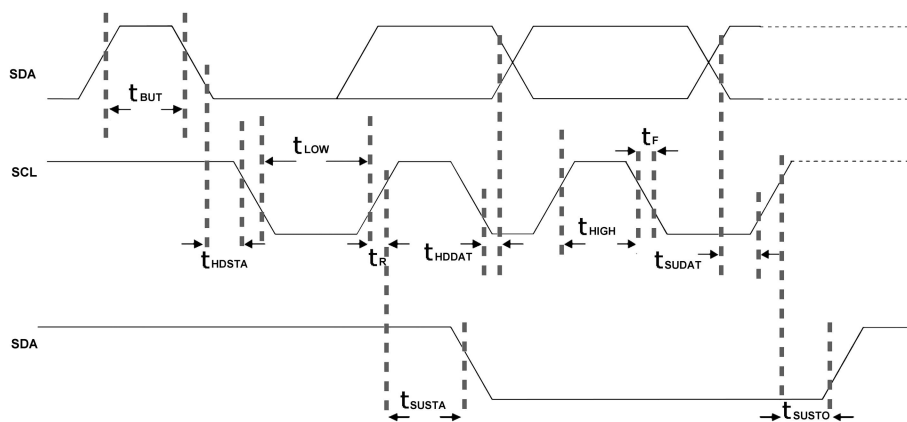 SDA
tBUT
tF
tLOW
SCL
tHIGH
tHDSTA
tR
tHDDAT
tSUDAT
SDA
tSUSTA
tSUSTO